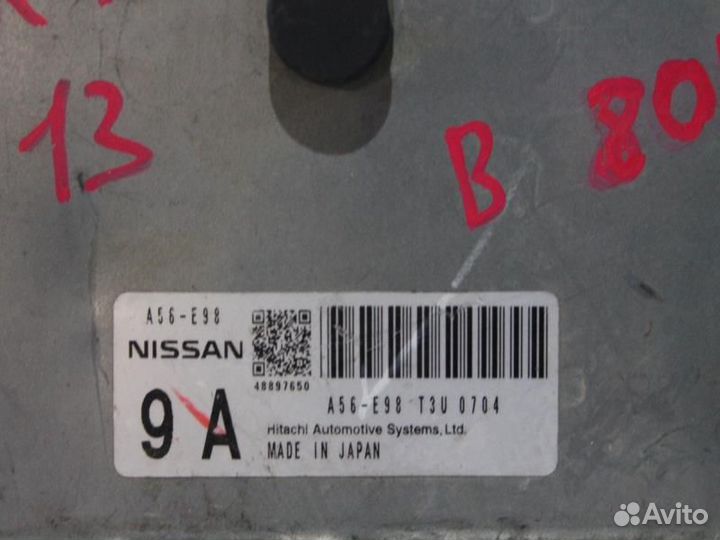 13
B 80
A56-E98
NISSAN
48897650
9 A
A56-E98 T3U 0704
Hitachi Automotive Systems, Ltd.
MADE IN JAPAN
Avito